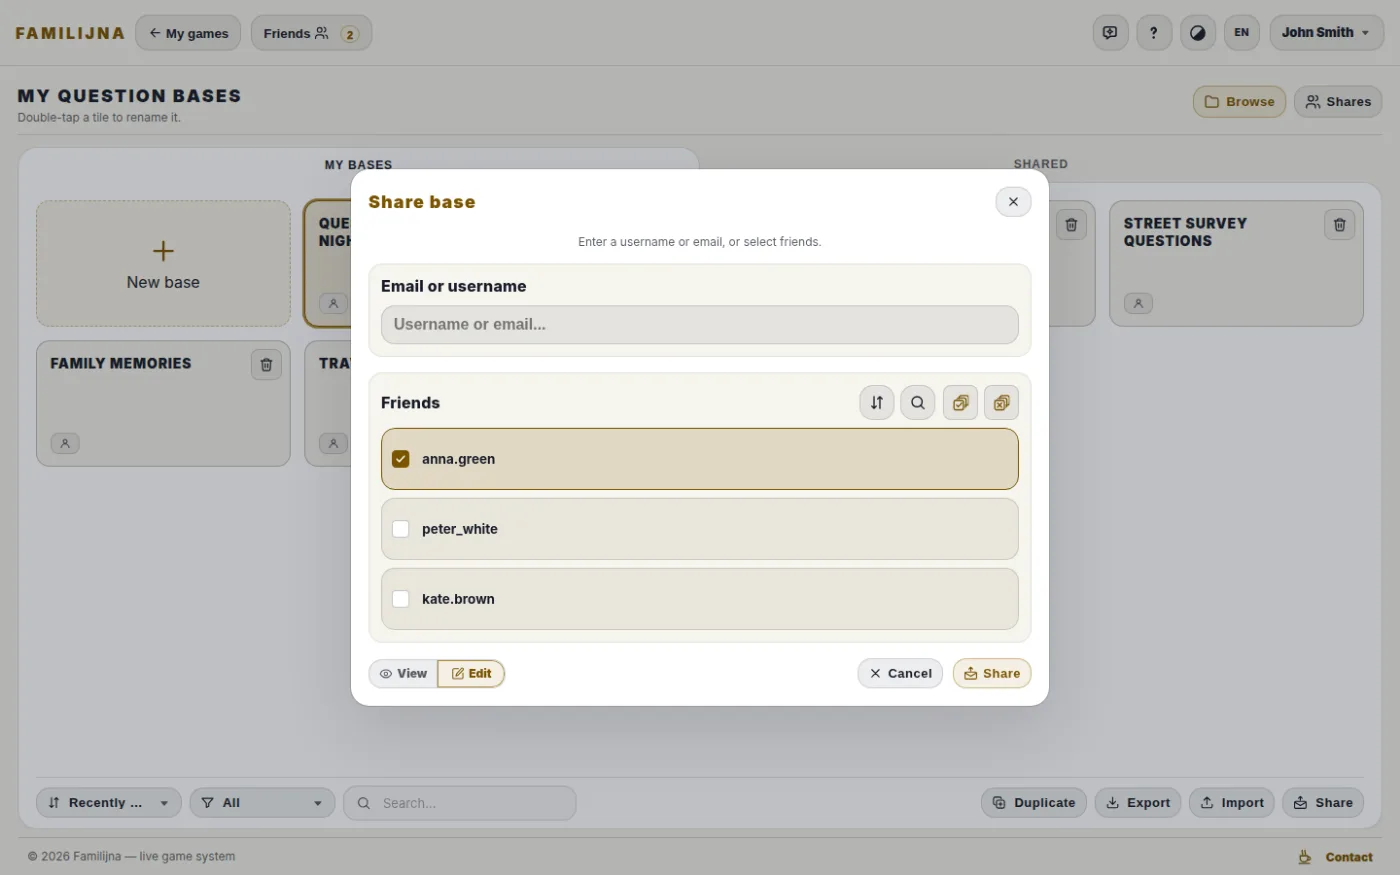 FAMILIJNA
My games
Friends
2
?
EN
John Smith
MY QUESTION BASES
Double-tap a tile to rename it.
Browse
Shares
MY BASES
SHARED
New base
STREET SURVEY
QUESTIONS
FAMILY MEMORIES
Share base
Enter a username or email, or select friends.
Email or username
Username or email...
Friends
anna.green
peter_white
kate.brown
View
Edit
Cancel
Share
Recently ...
All
Search...
Duplicate
Export
Import
Share
© 2026 Familijna — live game system
Contact